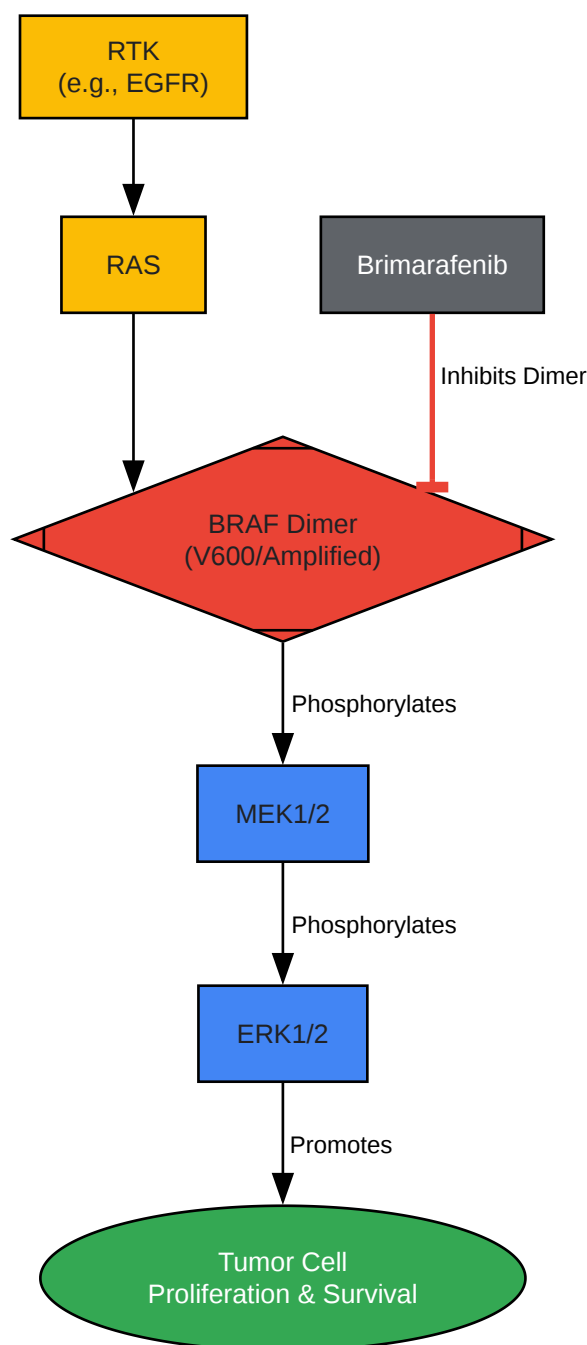 RTK
(e.g., EGFR)
RAS
Brimarafenib
Inhibits Dimer
BRAF Dimer
(V600/Amplified)
Phosphorylates
MEK1/2
Phosphorylates
ERK1/2
Promotes
Tumor Cell
Proliferation & Survival